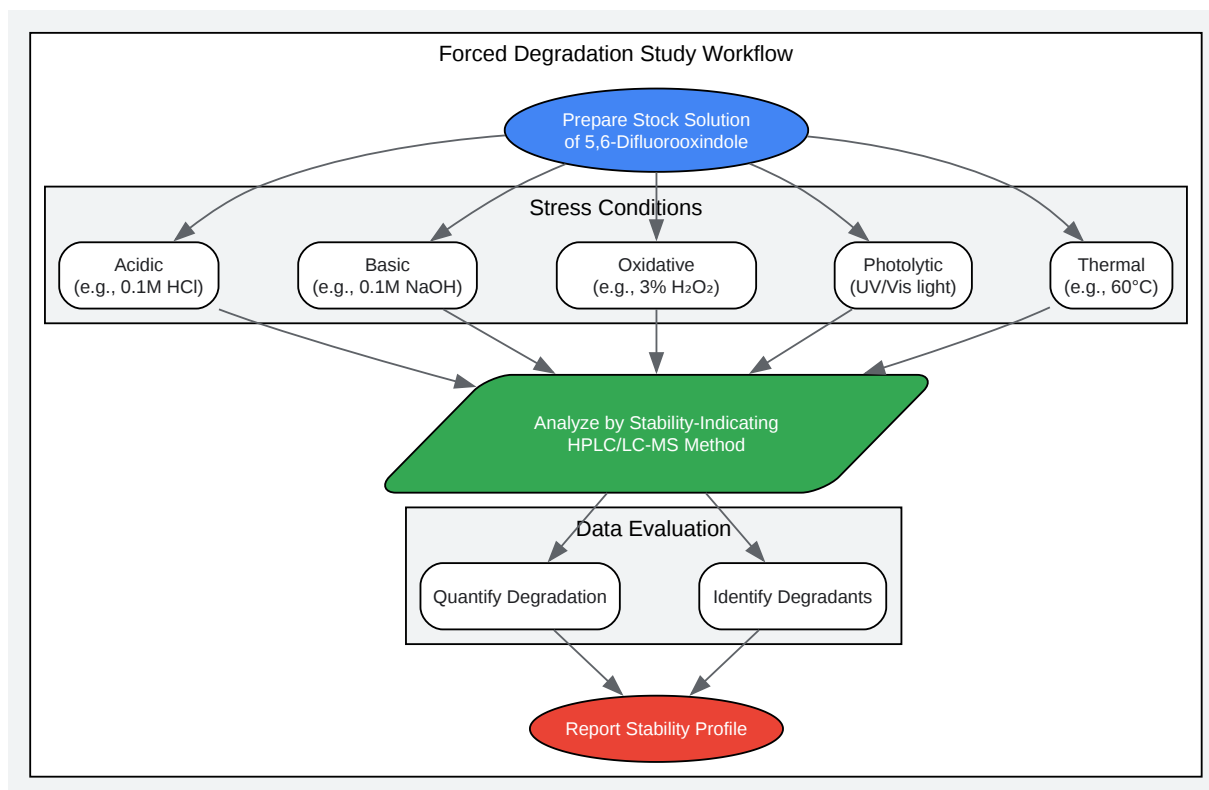 Forced Degradation Study Workflow
Prepare Stock Solution
of 5,6-Difluorooxindole
Stress Conditions
Acidic
(e.g., 0.1M HCl)
Basic
(e.g., 0.1M NaOH)
Oxidative
(e.g., 3% H₂O₂)
Photolytic
(UV/Vis light)
Thermal
(e.g., 60°C)
Analyze by Stability-Indicating
HPLC/LC-MS Method
Data Evaluation
Quantify Degradation
Identify Degradants
Report Stability Profile